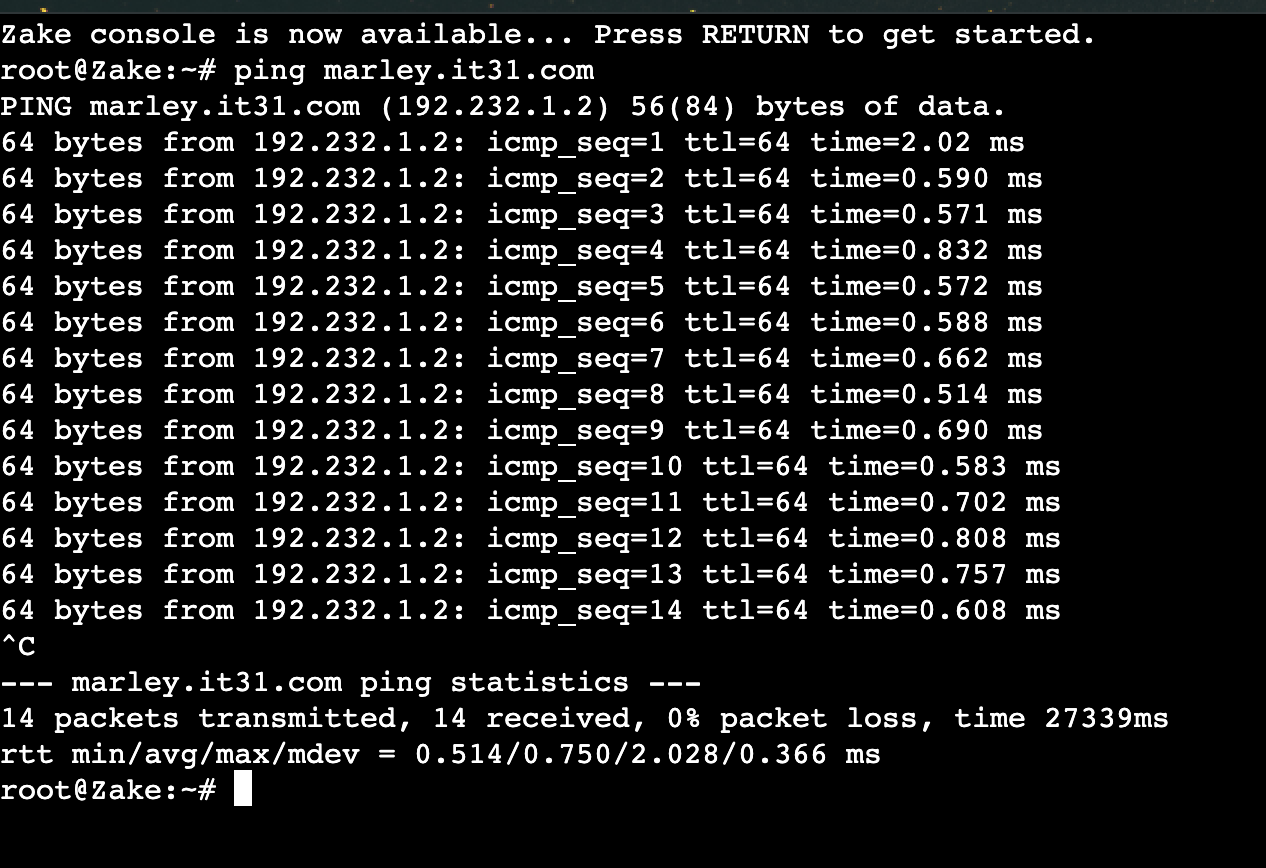 Zake console is now available... Press RETURN to get started.
root@Zake:~# ping marley.it31.com
PING marley.it31.com (192.232.1.2) 56(84) bytes of data.
64 bytes from 192.232.1.2: icmp_seq=1 ttl=64 time=2.02 ms
64 bytes from 192.232.1.2: icmp_seq=2 ttl=64 time=0.590 ms
64 bytes from 192.232.1.2: icmp_seq=3 ttl=64 time=0.571 ms
64 bytes from 192.232.1.2: icmp_seq=4 ttl=64 time=0.832 ms
64 bytes from 192.232.1.2: icmp_seq=5 ttl=64 time=0.572 ms
64 bytes from 192.232.1.2: icmp_seq=6 ttl=64 time=0.588 ms
64 bytes from 192.232.1.2: icmp_seq=7 ttl=64 time=0.662 ms
64 bytes from 192.232.1.2: icmp_seq=8 ttl=64 time=0.514 ms
64 bytes from 192.232.1.2: icmp_seq=9 ttl=64 time=0.690 ms
64 bytes from 192.232.1.2: icmp_seq=10 ttl=64 time=0.583 ms
64 bytes from 192.232.1.2: icmp_seq=11 ttl=64 time=0.702 ms
64 bytes from 192.232.1.2: icmp_seq=12 ttl=64 time=0.808 ms
64 bytes from 192.232.1.2: icmp_seq=13 ttl=64 time=0.757 ms
64 bytes from 192.232.1.2: icmp_seq=14 ttl=64 time=0.608 ms
^C
--- marley.it31.com ping statistics ---
14 packets transmitted, 14 received, 0% packet loss, time 27339ms
rtt min/avg/max/mdev = 0.514/0.750/2.028/0.366 ms
root@Zake:~#